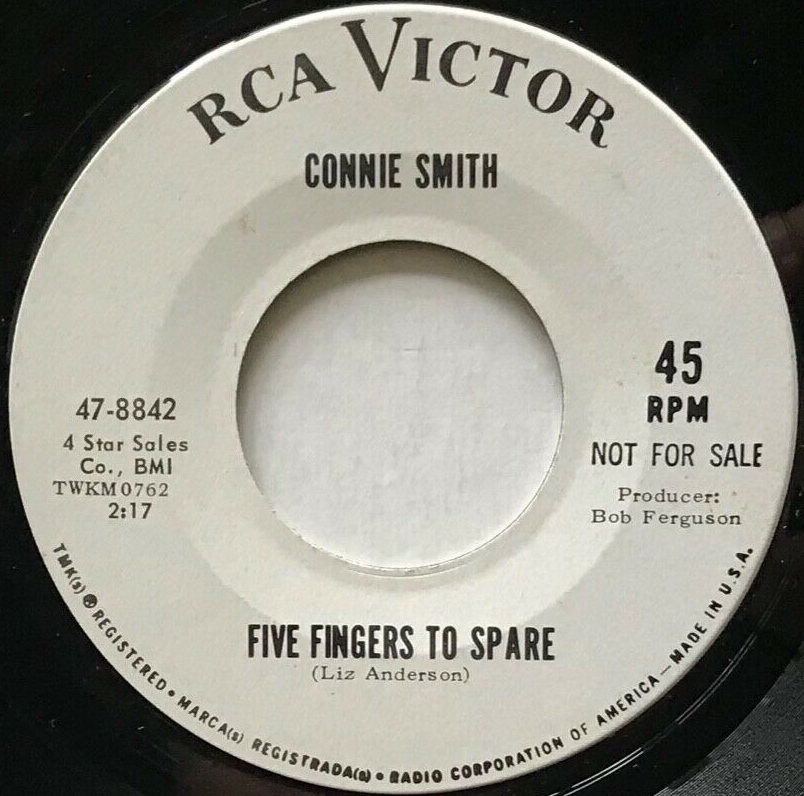 RCA VICTOR
CONNIE SMITH
47-8842
4 Star Sales
Co., BMI
TWKM0762
2:17
45
RPM
NOT FOR SALE
Producer:
Bob Ferguson
FIVE FINGERS TO SPARE
(Liz Anderson)
TMK(s) ® REGISTERED • MARCA(s) REGISTRADA(s) • RADIO CORPORATION OF AMERICA — MADE IN U.S.A.